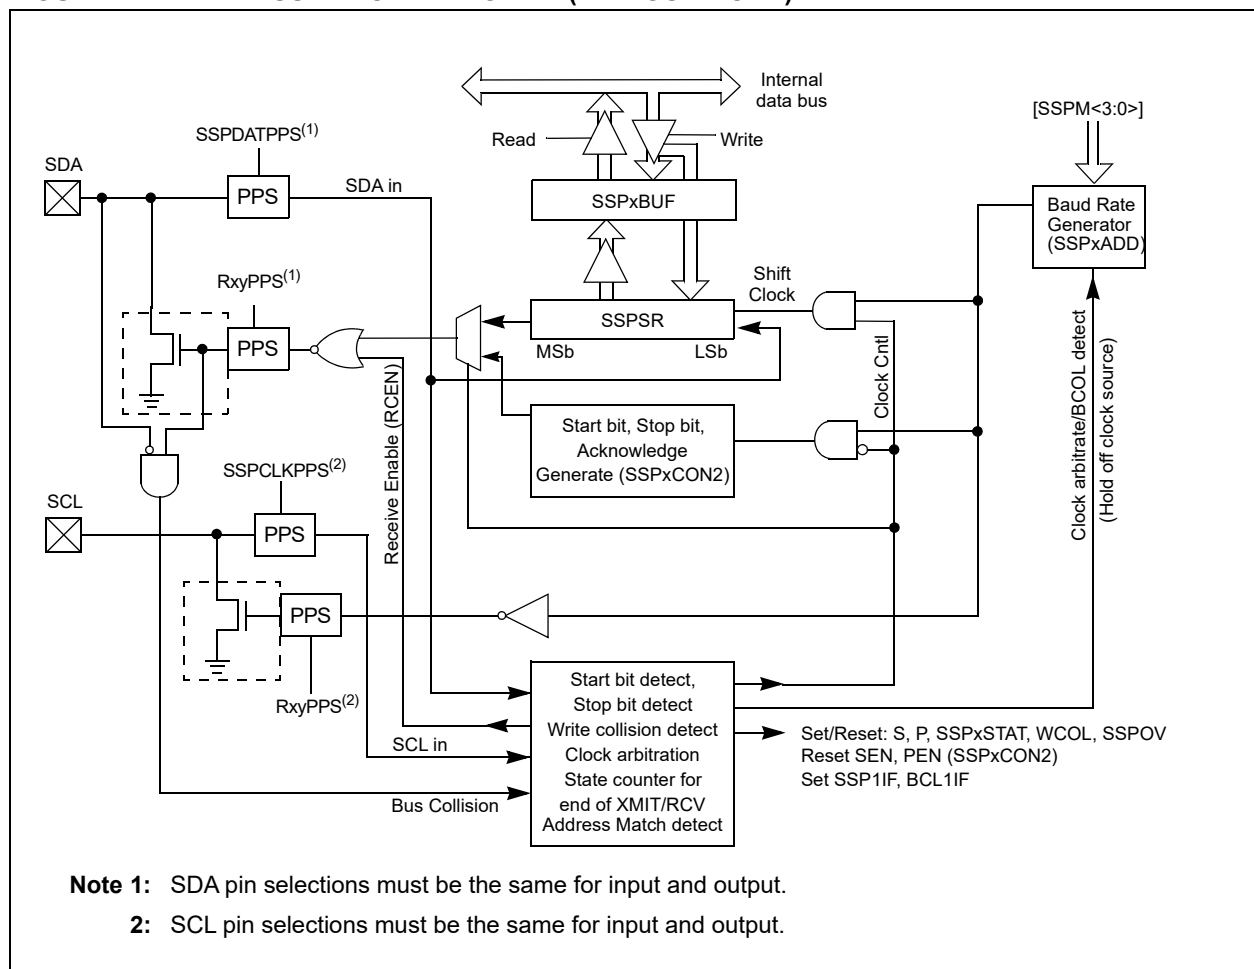 Internal
data bus
[SSPM<3:0>]
SSPDATPPS(1)
Read
Write
SDA
SDA in
PPS
SSPxBUF
Baud Rate
Generator
(SSPxADD)
RxyPPS(1)
Shift
Clock
PPS
SSPSR
MSb
LSb
Clock Cntl
Receive Enable (RCEN)
Clock arbitrate/BCOL detect
(Hold off clock source)
Start bit, Stop bit,
Acknowledge
Generate (SSPxCON2)
SSPCLKPPS(2)
SCL
PPS
PPS
RxyPPS(2)
SCL in
Bus Collision
Start bit detect,
Stop bit detect
Write collision detect
Clock arbitration
State counter for
end of XMIT/RCV
Address Match detect
Set/Reset: S, P, SSPxSTAT, WCOL, SSPOV
Reset SEN, PEN (SSPxCON2)
Set SSP1IF, BCL1IF
Note 1: SDA pin selections must be the same for input and output.
2: SCL pin selections must be the same for input and output.